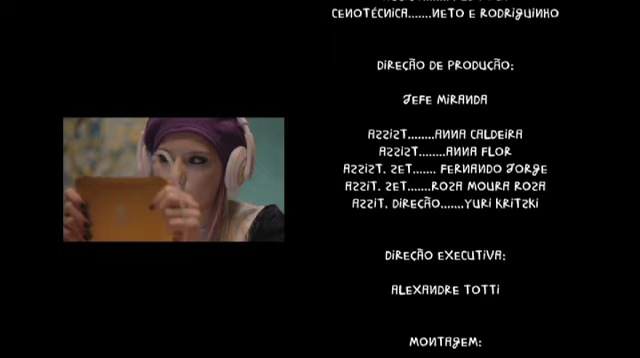 CENOTÉCNICA.......NETO E RODRIGUINHO
DIREÇÃO DE PRODUÇÃO:
JEFE MIRANDA
ASSIST........ANNA CALDEIRA
ASSIST........ANNA FLOR
ASSIST. SET....... FERNANDO JORGE
ASSIT. SET.......ROSA MOURA ROSA
ASSIT. DIREÇÃO.......YURI KRITSKI
DIREÇÃO EXECUTIVA:
ALEXANDRE TOTTI
MONTAGEM: